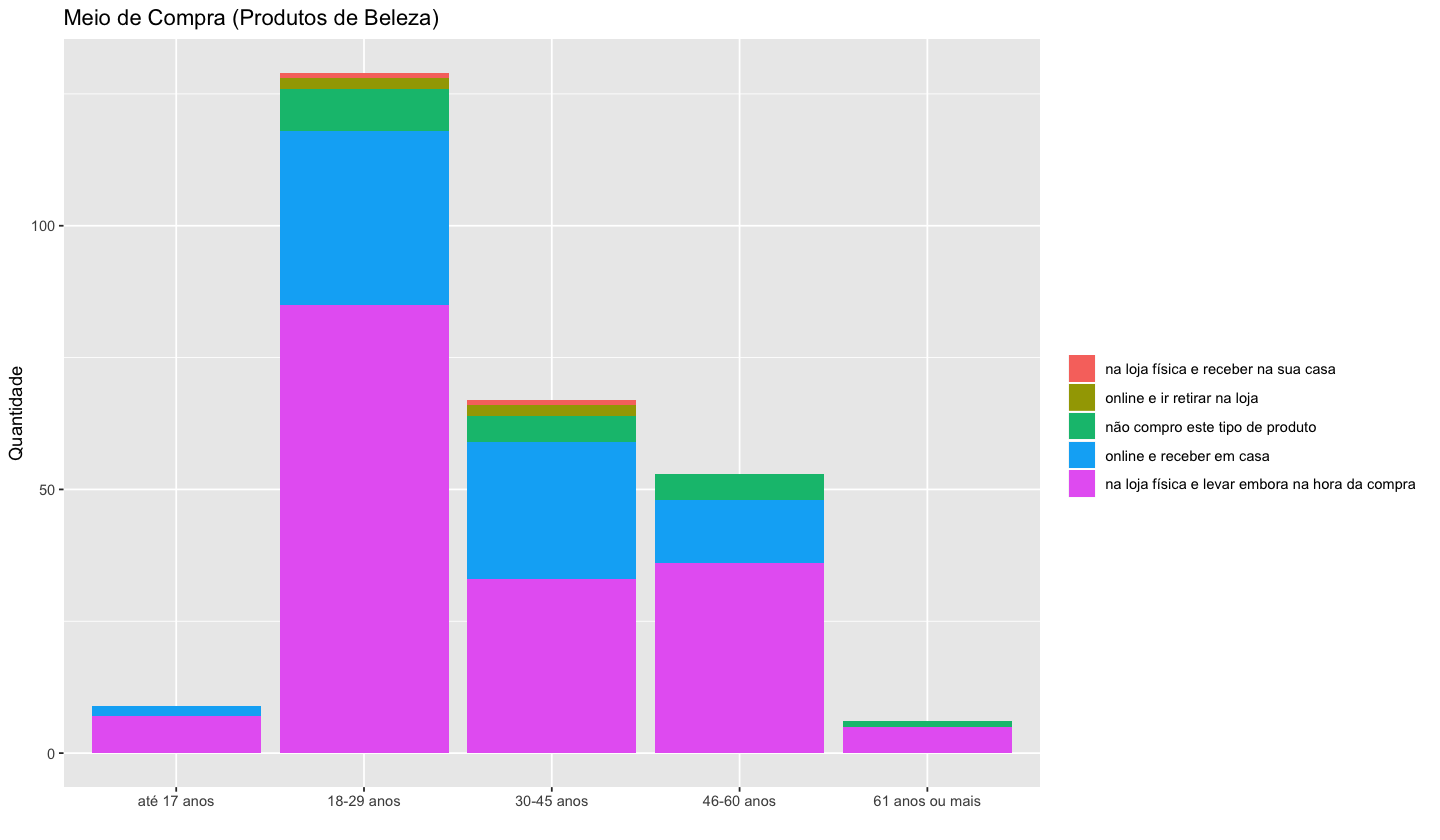 Meio de Compra (Produtos de Beleza)
Quantidade
100
50
0
até 17 anos
18-29 anos
30-45 anos
46-60 anos
61 anos ou mais
na loja física e receber na sua casa
online e ir retirar na loja
não compro este tipo de produto
online e receber em casa
na loja física e levar embora na hora da compra